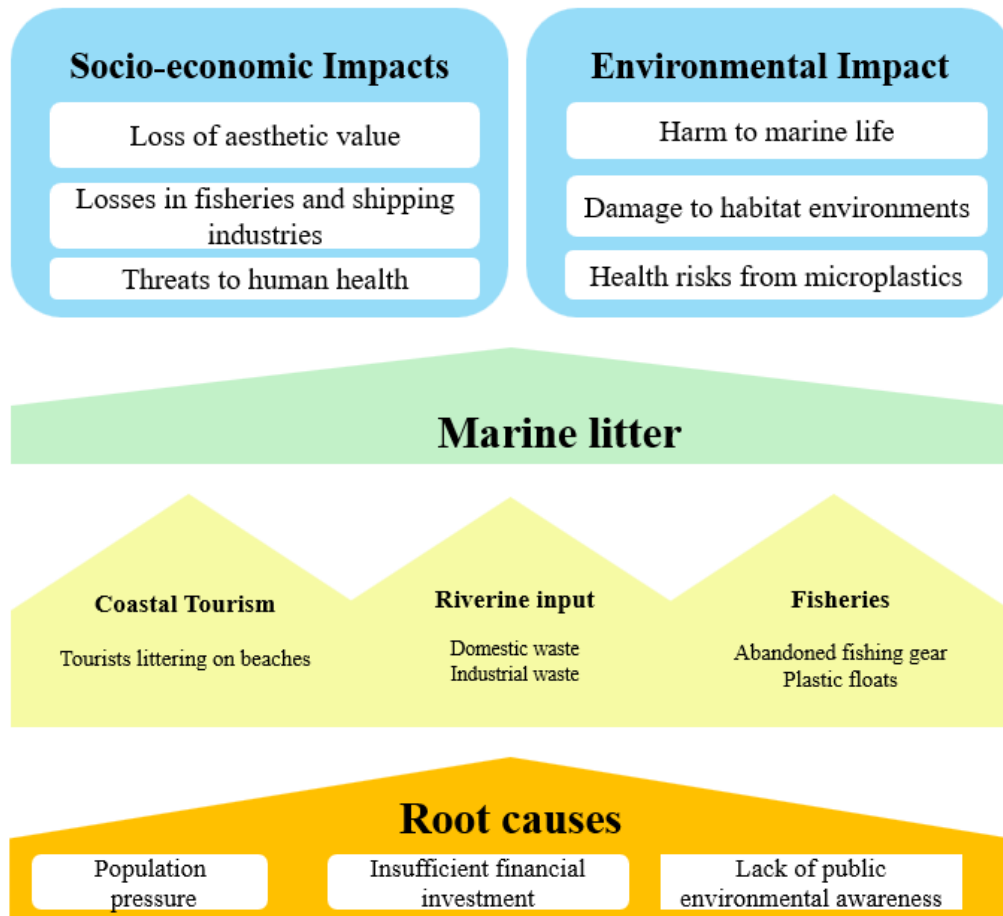 Socio-economic Impacts
Loss of aesthetic value
Losses in fisheries and shipping
industries
Threats to human health
Environmental Impact
Harm to marine life
Damage to habitat environments
Health risks from microplastics
Marine litter
Coastal Tourism
Tourists littering on beaches
Riverine input
Domestic waste
Industrial waste
Fisheries
Abandoned fishing gear
Plastic floats
Root causes
Population
pressure
Insufficient financial
investment
Lack of public
environmental awareness